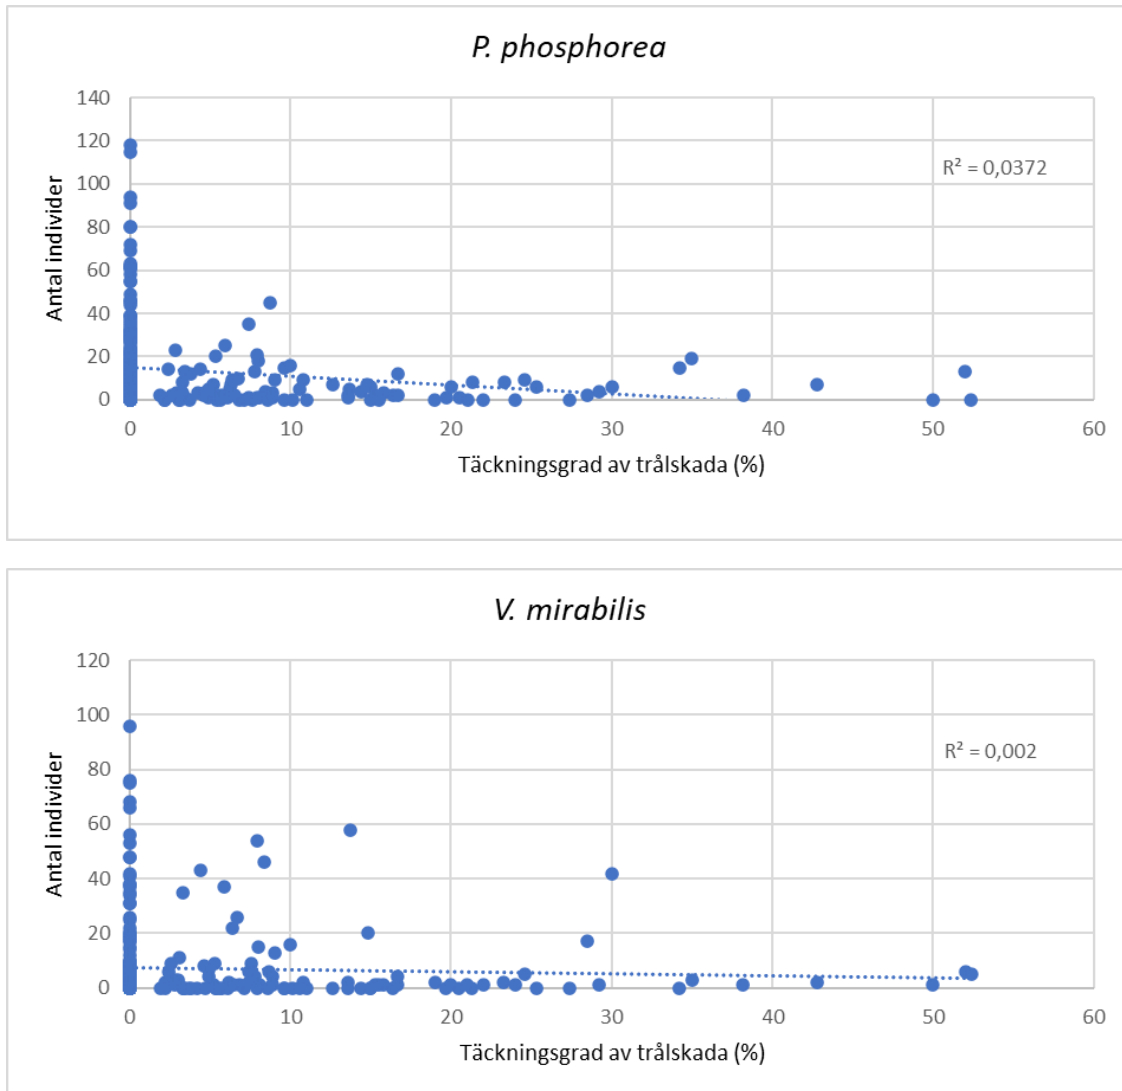 P. phosphorea
140
120
100
80
60
40
20
0
R² = 0,0372
Antal individer
0 10 20 30 40 50 60
Täckningsgrad av trålskada (%)
V. mirabilis
120
100
80
60
40
20
0
R² = 0,002
Antal individer
0 10 20 30 40 50 60
Täckningsgrad av trålskada (%)